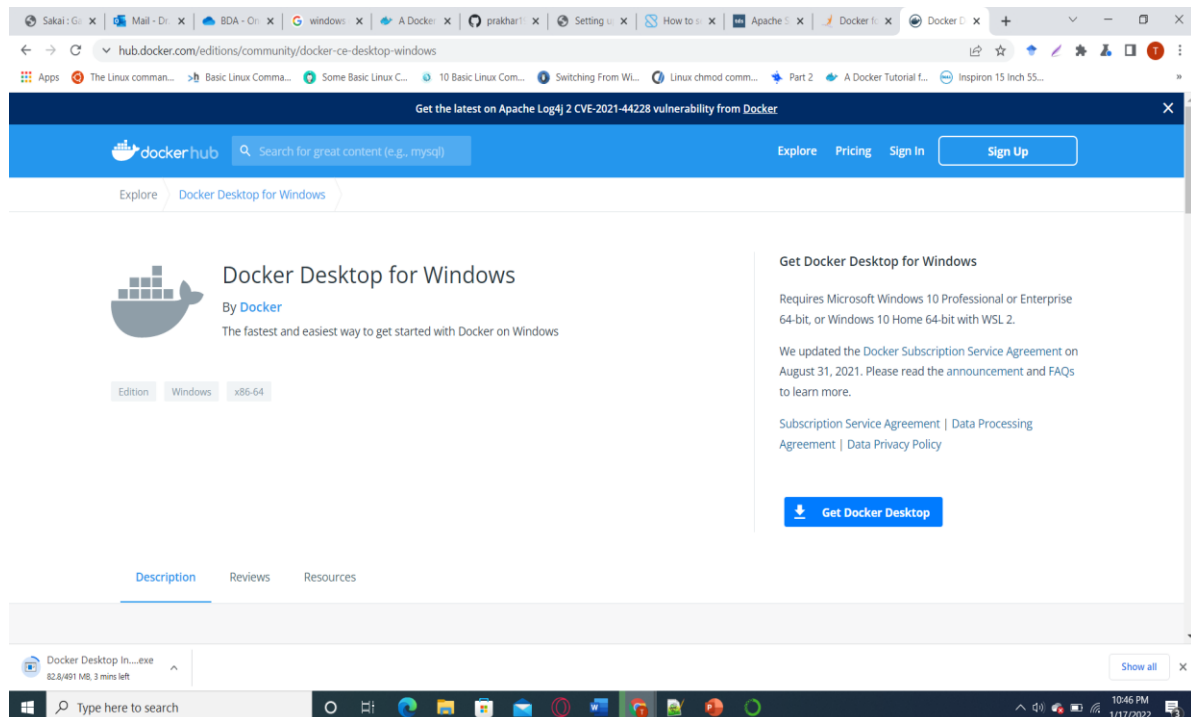 Sakai : Ga
Mail - Dr.
BDA - On
windows
A Docker
prakhar1
Setting u
How to s
Apache S
Docker fo
Docker D
hub.docker.com/editions/community/docker-ce-desktop-windows
T
Apps
The Linux comman...
Basic Linux Comma...
Some Basic Linux C...
10 Basic Linux Com...
Switching From Wi...
Linux chmod comm...
Part 2
A Docker Tutorial f...
Inspiron 15 Inch 55...
Get the latest on Apache Log4j 2 CVE-2021-44228 vulnerability from Docker
dockerhub
Search for great content (e.g., mysql)
Explore
Pricing
Sign In
Sign Up
Explore
Docker Desktop for Windows
Docker Desktop for Windows
By Docker
The fastest and easiest way to get started with Docker on Windows
Edition
Windows
x86-64
Get Docker Desktop for Windows
Requires Microsoft Windows 10 Professional or Enterprise
64-bit, or Windows 10 Home 64-bit with WSL 2.
We updated the Docker Subscription Service Agreement on
August 31, 2021. Please read the announcement and FAQs
to learn more.
Subscription Service Agreement | Data Processing
Agreement | Data Privacy Policy
Get Docker Desktop
Description
Reviews
Resources
Docker Desktop In....exe
82.8/491 MB, 3 mins left
Show all
Type here to search
10:46 PM
1/17/2022